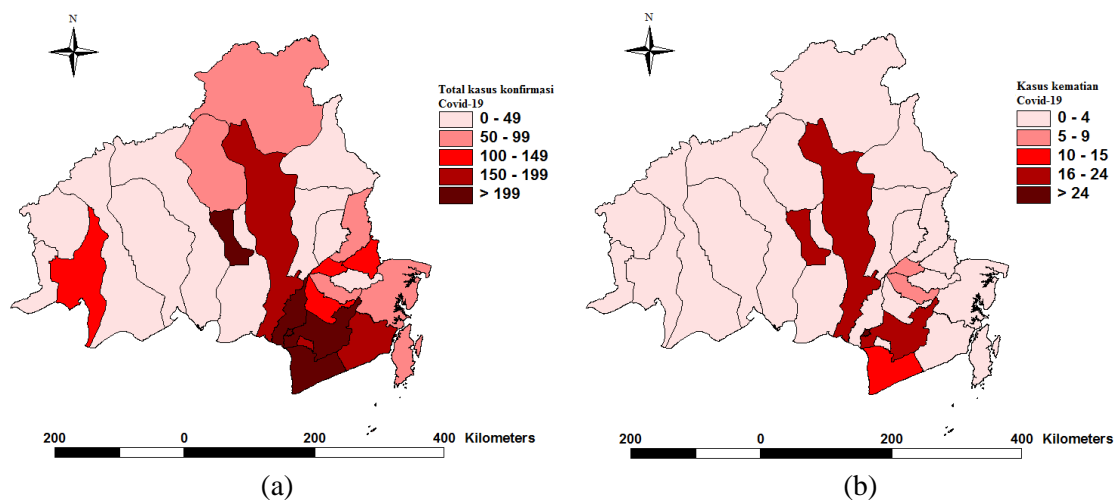 N
Total kasus konfirmasi
Covid-19
0 - 49
50 - 99
100 - 149
150 - 199
> 199
200 0 200 400 Kilometers
(a)
N
Kasus kematian
Covid-19
0 - 4
5 - 9
10 - 15
16 - 24
> 24
200 0 200 400 Kilometers
(b)